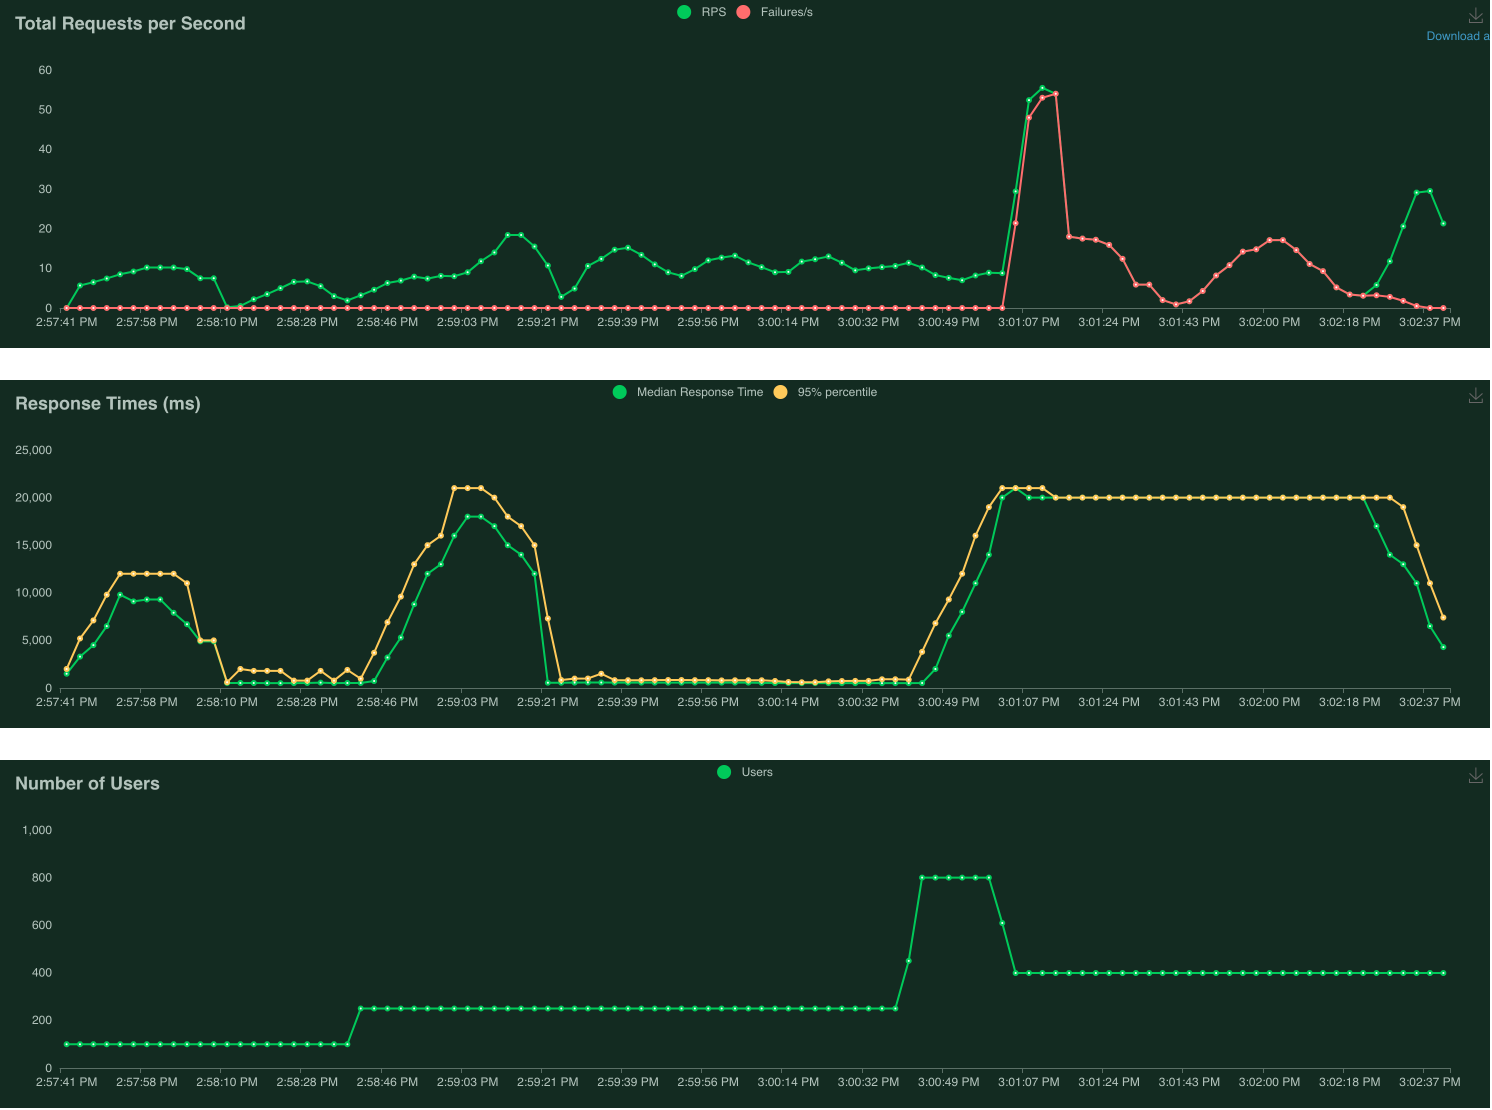 Total Requests per Second
RPS Failures/s
Download a
60
50
40
30
20
10
0
2:57:41 PM 2:57:58 PM 2:58:10 PM 2:58:28 PM 2:58:46 PM 2:59:03 PM 2:59:21 PM 2:59:39 PM 2:59:56 PM 3:00:14 PM 3:00:32 PM 3:00:49 PM 3:01:07 PM 3:01:24 PM 3:01:43 PM 3:02:00 PM 3:02:18 PM 3:02:37 PM
Response Times (ms)
Median Response Time 95% percentile
25,000
20,000
15,000
10,000
5,000
0
2:57:41 PM 2:57:58 PM 2:58:10 PM 2:58:28 PM 2:58:46 PM 2:59:03 PM 2:59:21 PM 2:59:39 PM 2:59:56 PM 3:00:14 PM 3:00:32 PM 3:00:49 PM 3:01:07 PM 3:01:24 PM 3:01:43 PM 3:02:00 PM 3:02:18 PM 3:02:37 PM
Number of Users
Users
1,000
800
600
400
200
0
2:57:41 PM 2:57:58 PM 2:58:10 PM 2:58:28 PM 2:58:46 PM 2:59:03 PM 2:59:21 PM 2:59:39 PM 2:59:56 PM 3:00:14 PM 3:00:32 PM 3:00:49 PM 3:01:07 PM 3:01:24 PM 3:01:43 PM 3:02:00 PM 3:02:18 PM 3:02:37 PM